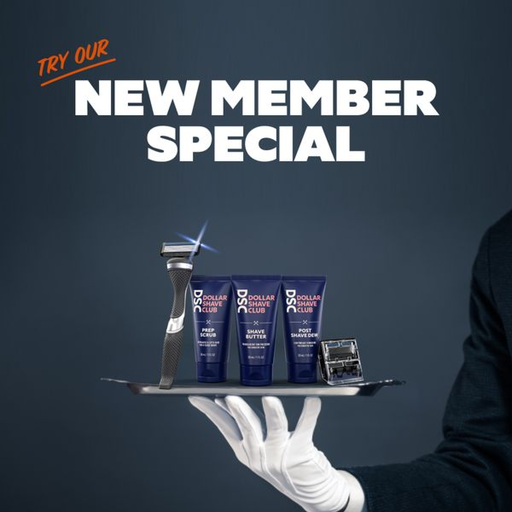 TRY OUR
NEW MEMBER
SPECIAL
DSC
DOLLAR
SHAVE
CLUB
PREP
SCRUB
DSC
DOLLAR
SHAVE
CLUB
SHAVE
BUTTER
DSC
DOLLAR
SHAVE
CLUB
POST
SHAVE DEW